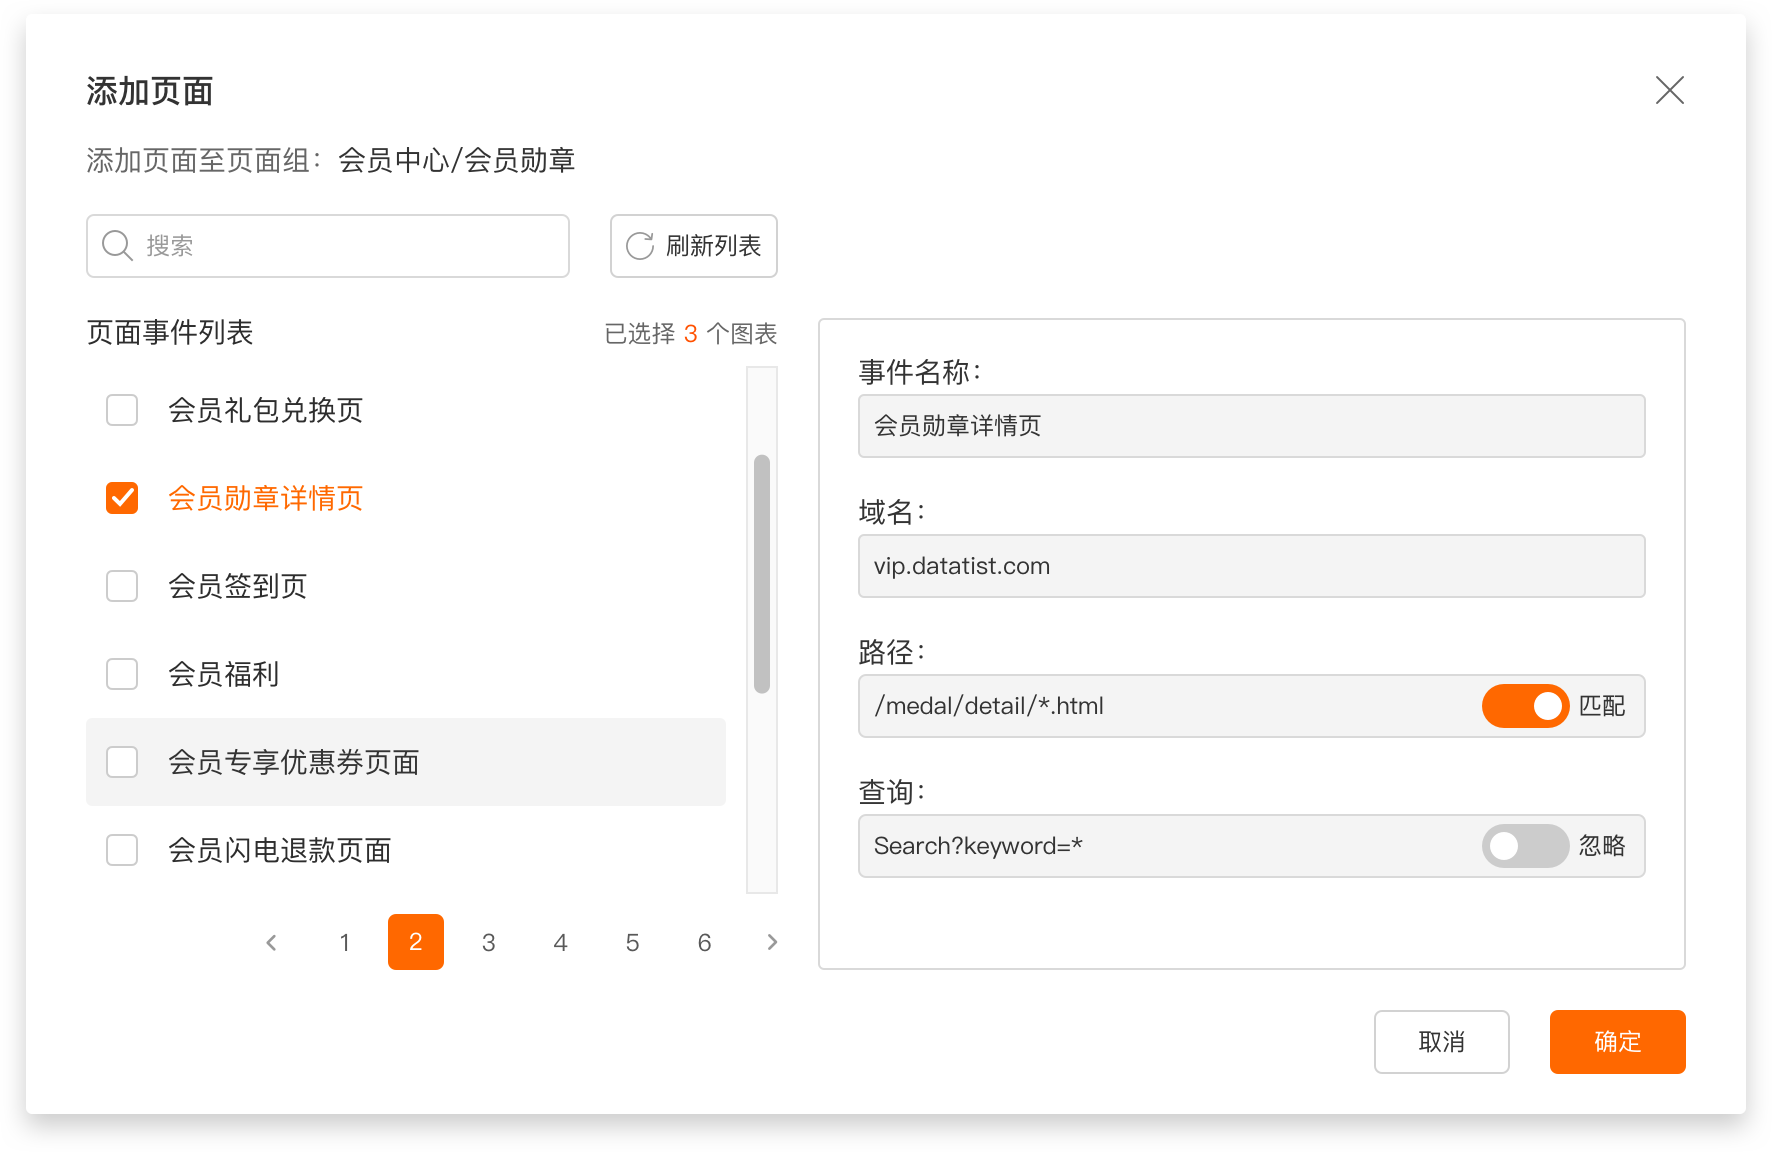 添加页面
添加页面至页面组：会员中心/会员勋章
搜索
刷新列表
页面事件列表
已选择 3 个图表
会员礼包兑换页
会员勋章详情页
会员签到页
会员福利
会员专享优惠券页面
会员闪电退款页面
1 2 3 4 5 6
事件名称：
会员勋章详情页
域名：
vip.datatist.com
路径：
/medal/detail/*.html 匹配
查询：
Search?keyword=* 忽略
取消 确定